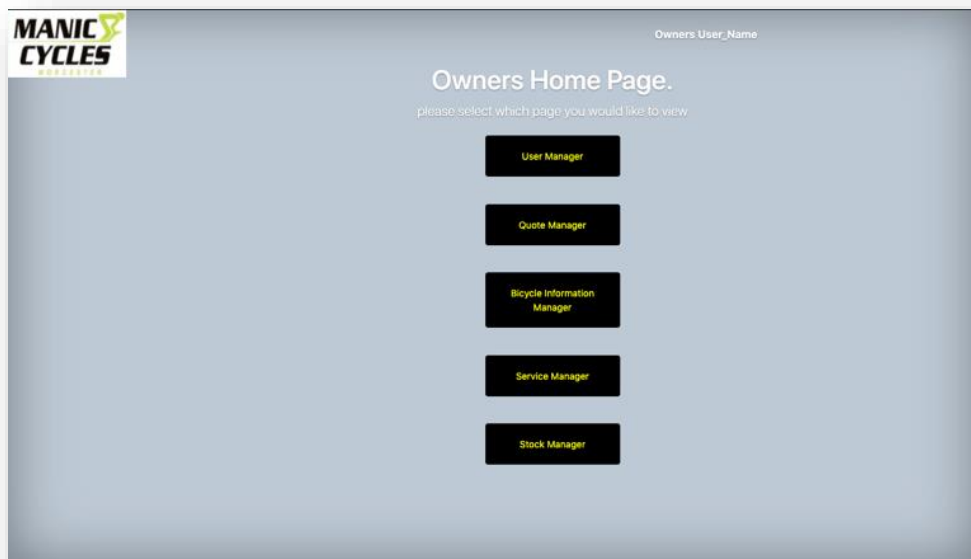 MANIC
CYCLES
WORCESTER
Owners User_Name
Owners Home Page.
please select which page you would like to view
User Manager
Quote Manager
Bicycle Information
Manager
Service Manager
Stock Manager